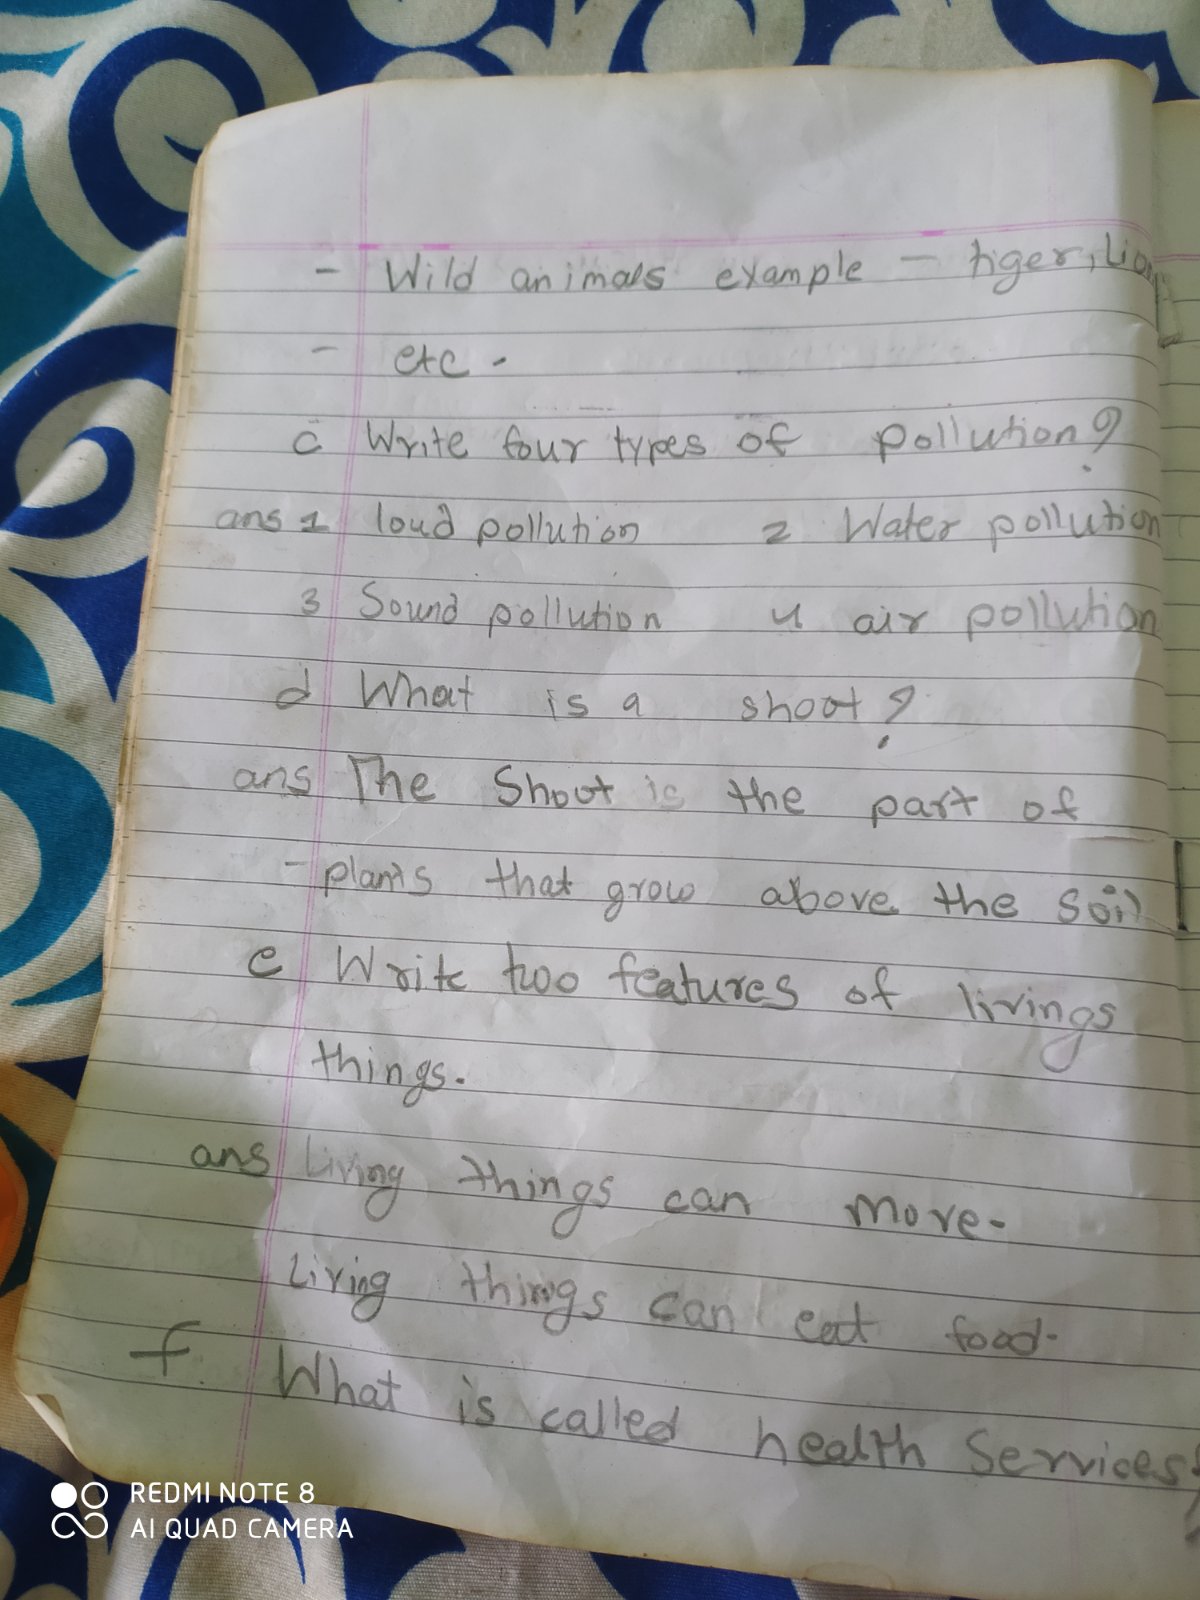 - Wild animals example - tiger, Lion
- etc.
c Write four types of pollution?
ans 1 loud pollution 2 Water pollution
3 Sound pollution 4 air pollution
d What is a shoot?
ans The Shoot is the part of
- plants that grow above the soil
e Write two features of livings
things.
ans Living things can move.
Living things can eat food.
f. What is called health Services?
REDMI NOTE 8
AI QUAD CAMERA